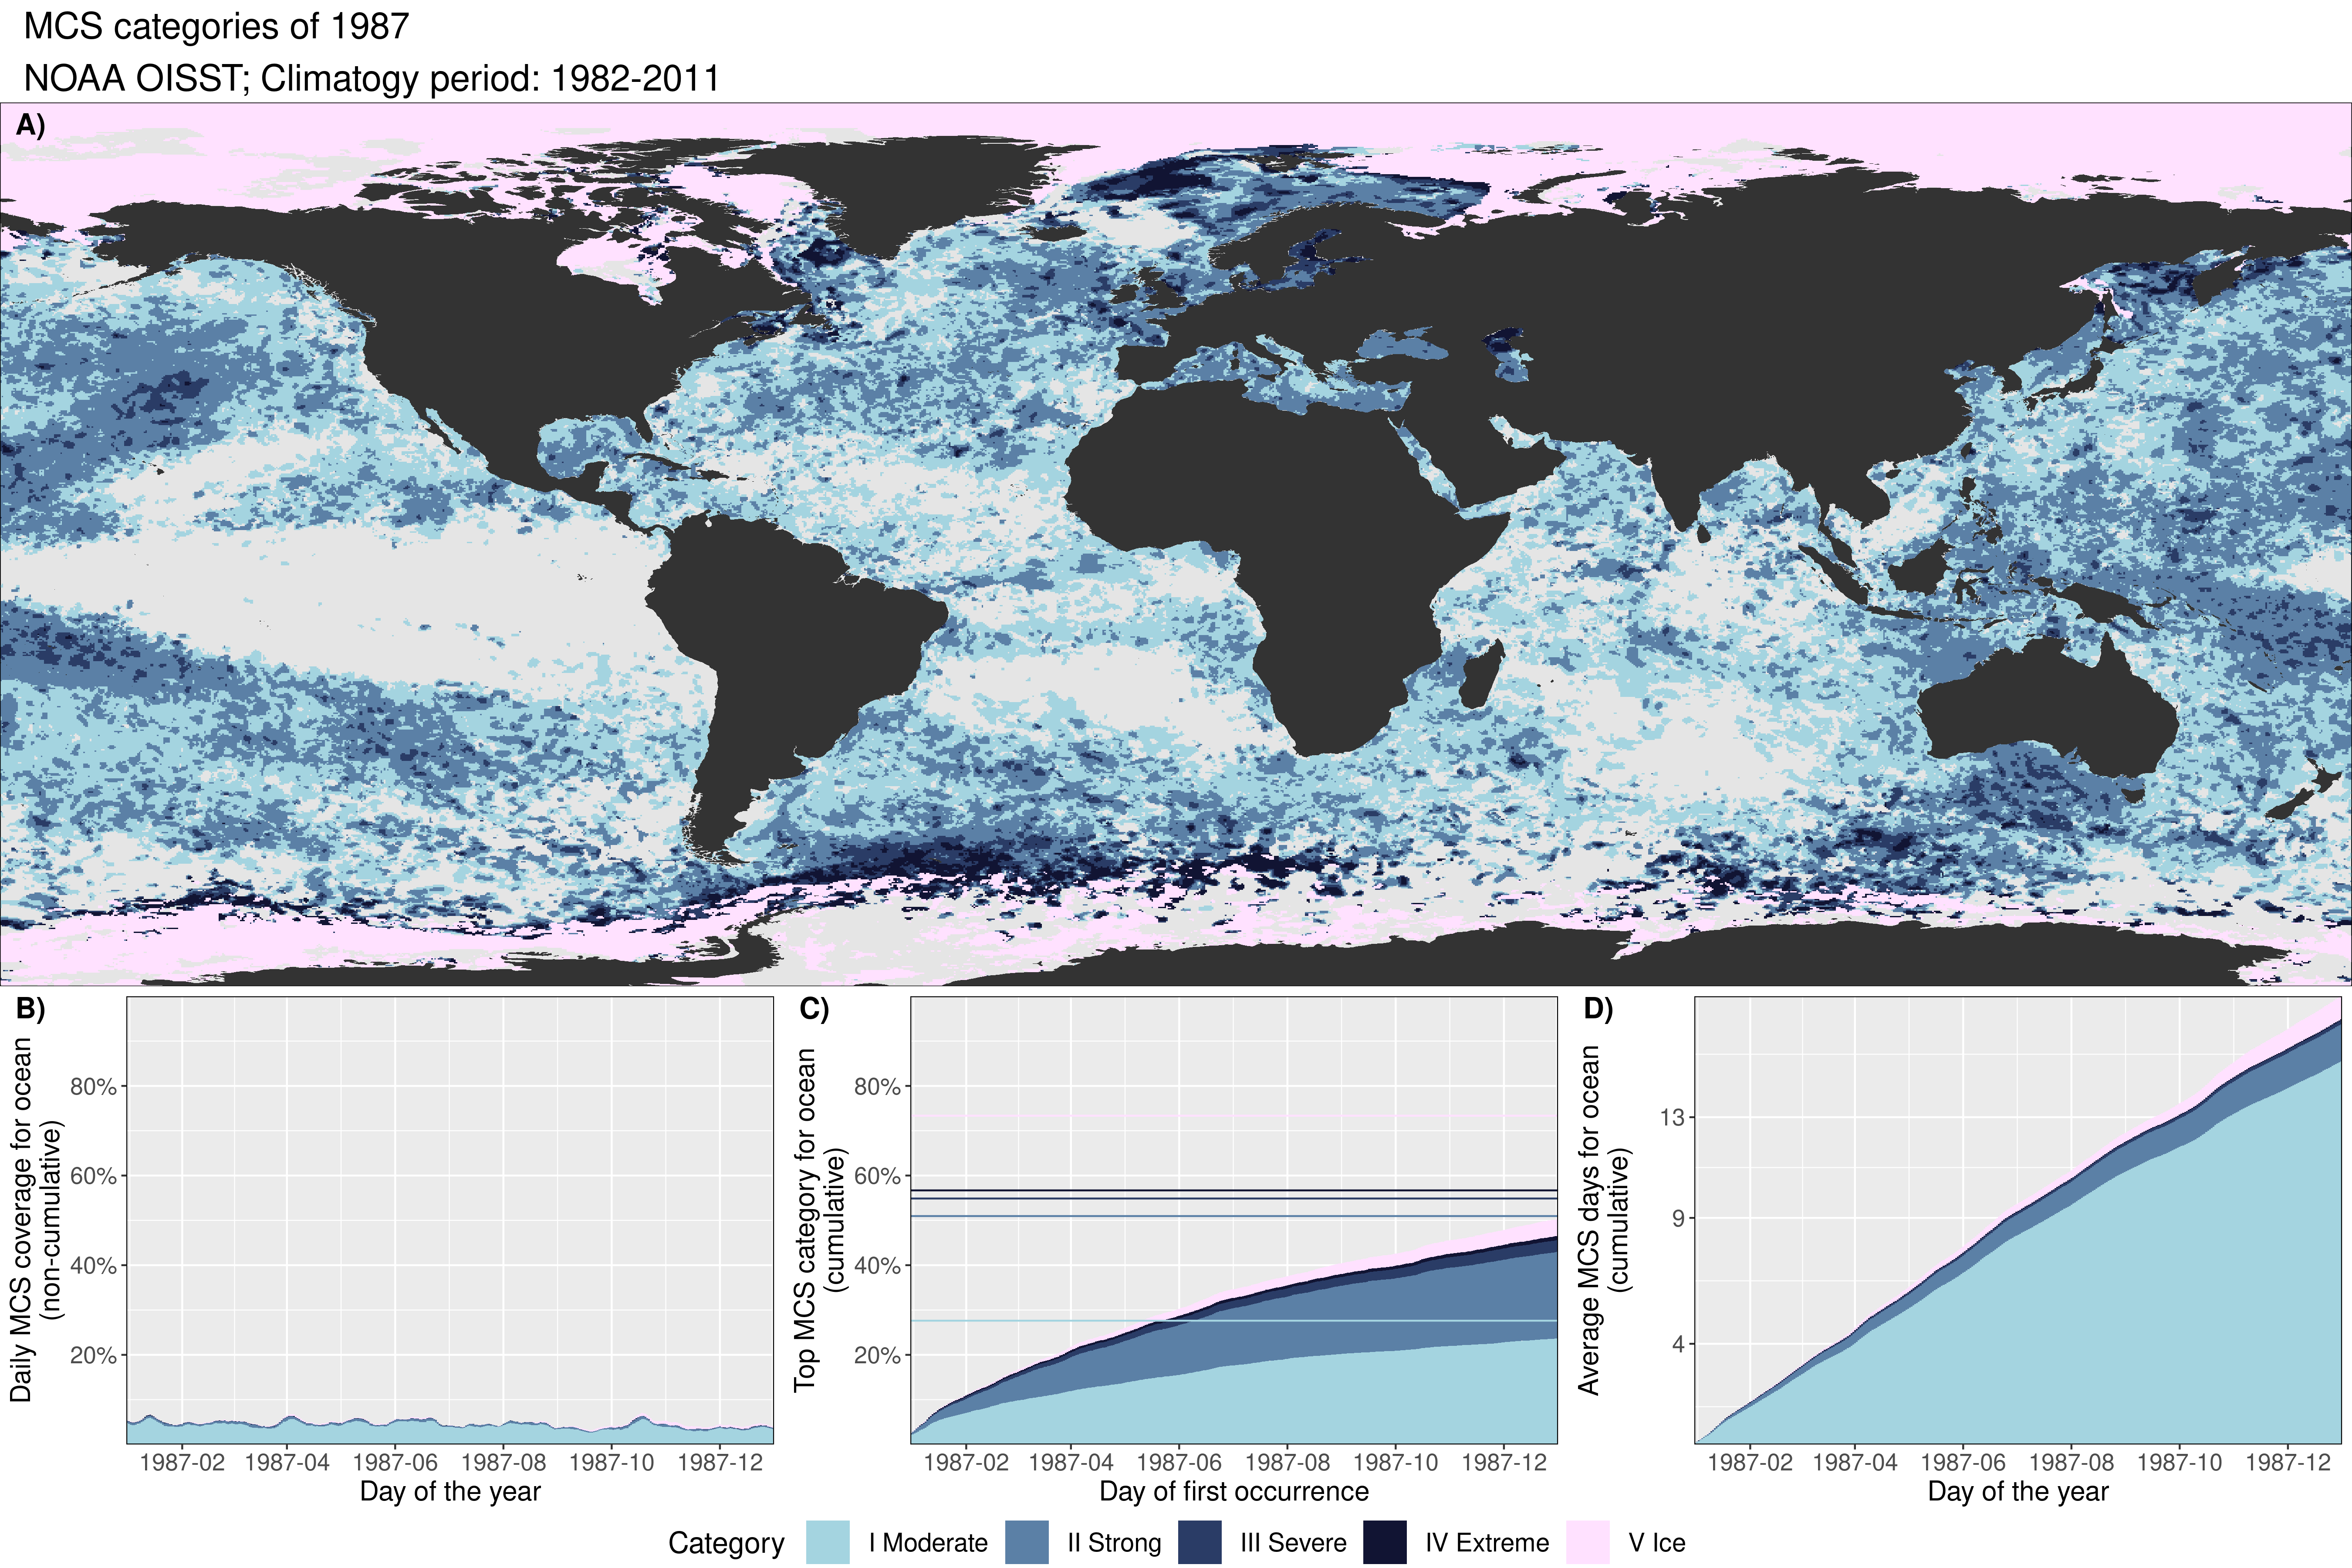 MCS categories of 1987
NOAA OISST; Climatogy period: 1982-2011
A)
B)
Daily MCS coverage for ocean
(non-cumulative)
80%
60%
40%
20%
1987-02 1987-04 1987-06 1987-08 1987-10 1987-12
Day of the year
C)
Top MCS category for ocean
(cumulative)
80%
60%
40%
20%
1987-02 1987-04 1987-06 1987-08 1987-10 1987-12
Day of first occurrence
D)
Average MCS days for ocean
(cumulative)
13
9
4
1987-02 1987-04 1987-06 1987-08 1987-10 1987-12
Day of the year
Category I Moderate II Strong III Severe IV Extreme V Ice